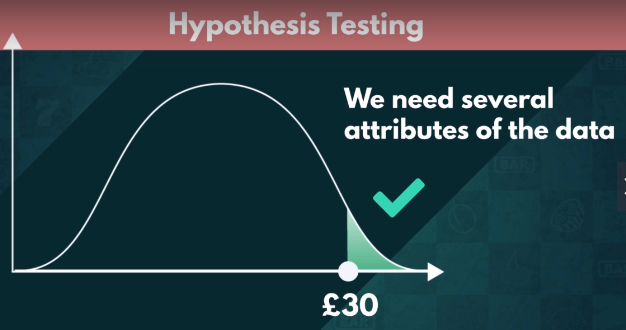 Hypothesis Testing
We need several
attributes of the data
£30